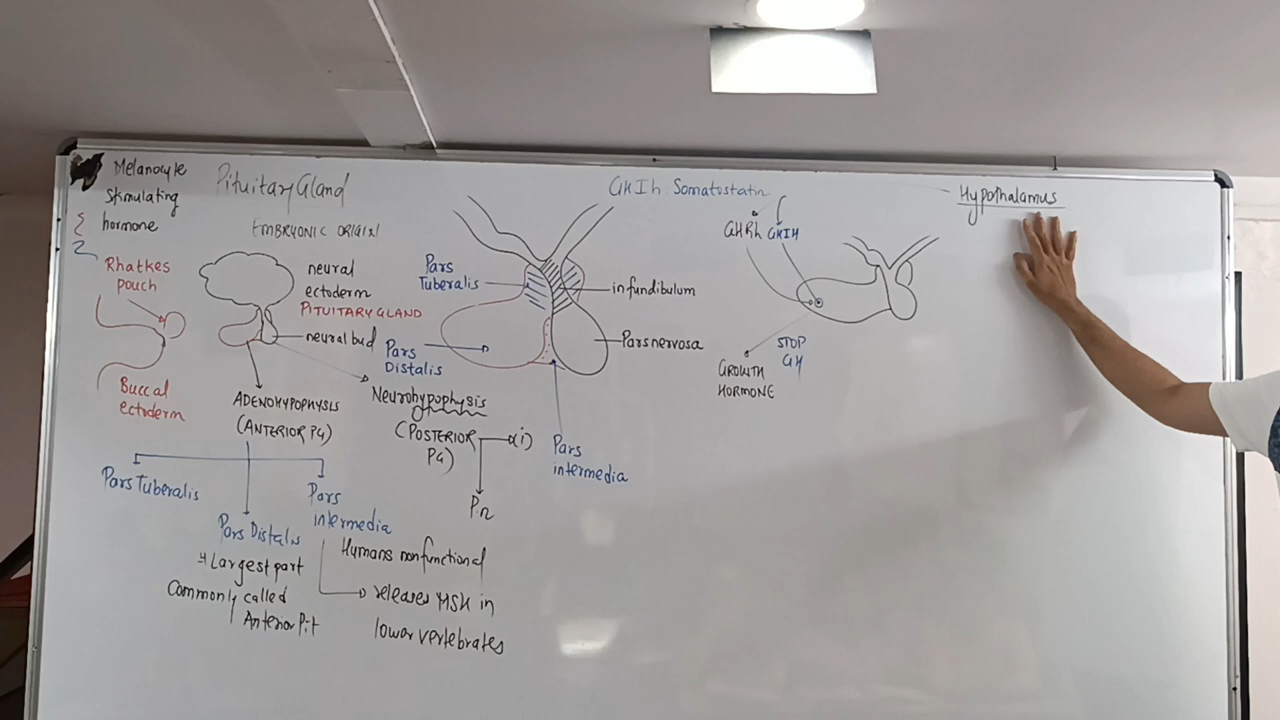 Melanocyte
Stimulating
hormone
Rhatkes
pouch
Buccal
ectoderm
Pituitary Gland
EMBRYONIC ORIGIN
neural
ectoderm
PITUITARY GLAND
neural bud
ADENOHYPOPHYSIS
(ANTERIOR PG)
Neurohypophysis
(POSTERIOR
PG)
(i)
P.n
Pars Tuberalis
Pars Distalis
Largest part
Commonly called
Anterior Pit
Pars
intermedia
Humans nonfunctional
releases MSH in
lower vertebrates
Pars
Tuberalis
Pars
Distalis
infundibulum
Pars nervosa
Pars
intermedia
GHIh Somatostatin
GHRh GHIH
STOP
GH
GROWTH
HORMONE
Hypothalamus